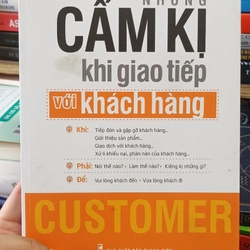 NHỮNG
CẤM KỊ
khi giao tiếp
với khách hàng
Khi: Tiếp đón và gặp gỡ khách hàng...
Giới thiệu sản phẩm...
Giao dịch với khách hàng...
Xử lí khiếu nại, phàn nàn của khách hàng...
Phải: Nói thế nào? • Làm thế nào? • Kiêng kị những gì?
Để: Vui lòng khách đến • Vừa lòng khách đi
CUSTOMER